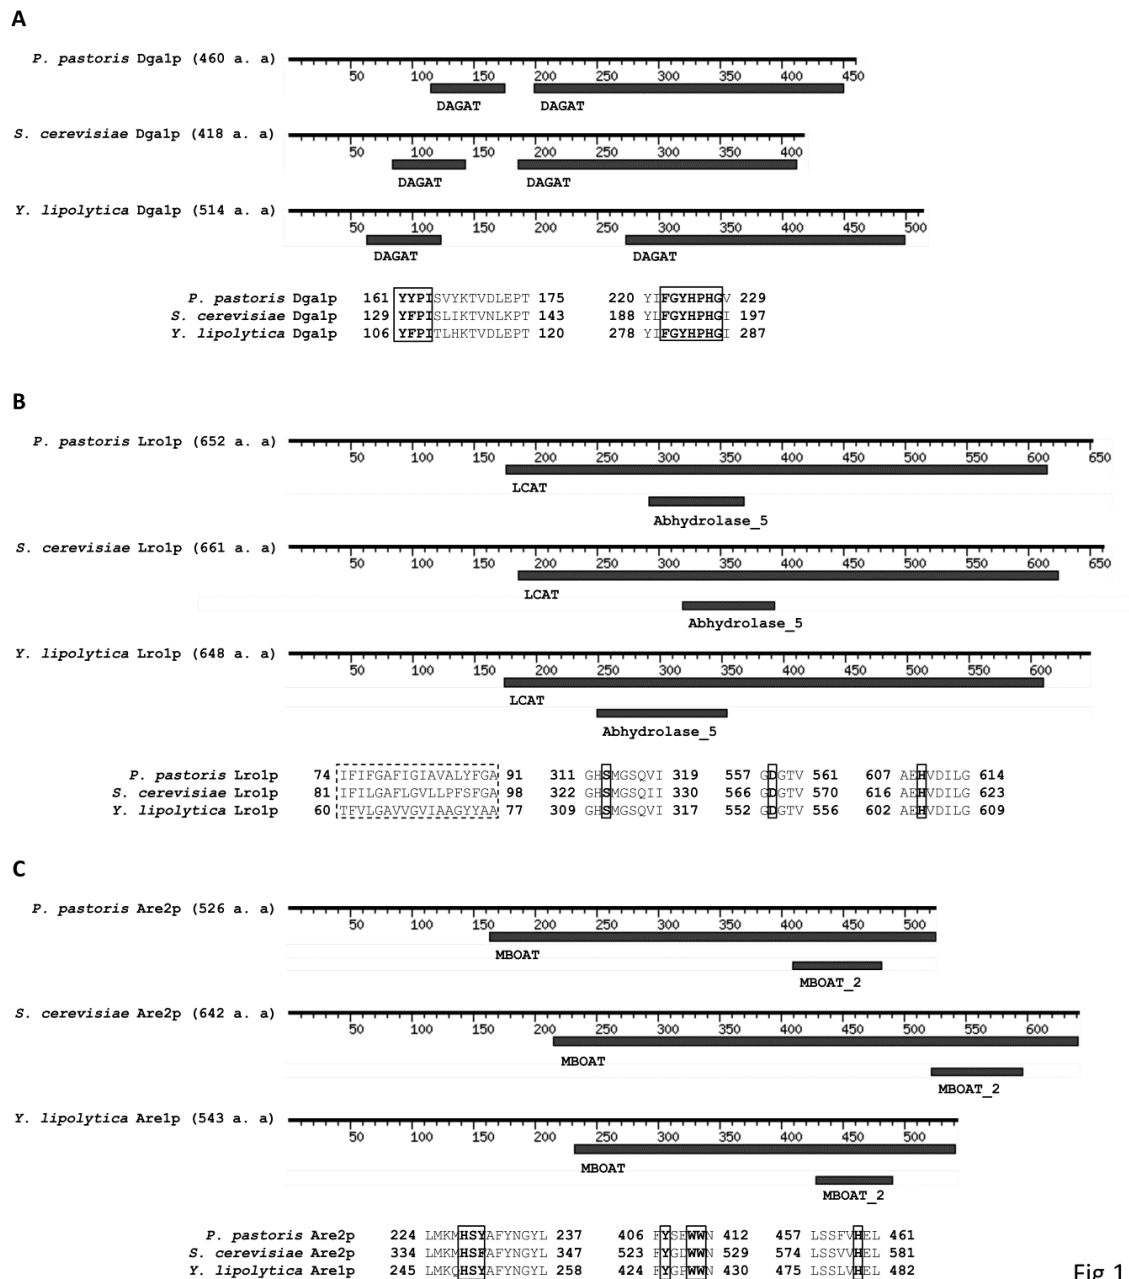 A
P. pastoris Dga1p (460 a. a)
50 100 150 200 250 300 350 400 450
DAGAT DAGAT
S. cerevisiae Dga1p (418 a. a)
50 100 150 200 250 300 350 400
DAGAT DAGAT
Y. lipolytica Dga1p (514 a. a)
50 100 150 200 250 300 350 400 450 500
DAGAT DAGAT
P. pastoris Dga1p 161 YYPISVYKTVDLEPT 175 220 YIFGYHPHGV 229
S. cerevisiae Dga1p 129 YFPISLIKTVNLKPT 143 188 YLFGYHPHGI 197
Y. lipolytica Dga1p 106 YFPITLHKTVDLEPT 120 278 YIFGYHPHGI 287
B
P. pastoris Lro1p (652 a. a)
50 100 150 200 250 300 350 400 450 500 550 600 650
LCAT
Abhydrolase_5
S. cerevisiae Lro1p (661 a. a)
50 100 150 200 250 300 350 400 450 500 550 600 650
LCAT
Abhydrolase_5
Y. lipolytica Lro1p (648 a. a)
50 100 150 200 250 300 350 400 450 500 550 600
LCAT
Abhydrolase_5
P. pastoris Lro1p 74 IFIFGAFIGIAVALYFGA 91 311 GHSMGSQVI 319 557 GDGTV 561 607 AEHVDILG 614
S. cerevisiae Lro1p 81 IFILGAFLGVLLPFSFGA 98 322 GHSMGSQII 330 566 GDGTV 570 616 AEHVDILG 623
Y. lipolytica Lro1p 60 TFVLGAVVGVIAAGYYAA 77 309 GHSMGSQVI 317 552 GDGTV 556 602 AEHVDILG 609
C
P. pastoris Are2p (526 a. a)
50 100 150 200 250 300 350 400 450 500
MBOAT
MBOAT_2
S. cerevisiae Are2p (642 a. a)
50 100 150 200 250 300 350 400 450 500 550 600
MBOAT
MBOAT_2
Y. lipolytica Are1p (543 a. a)
50 100 150 200 250 300 350 400 450 500
MBOAT
MBOAT_2
P. pastoris Are2p 224 LMKMHSYAFYNGYL 237 406 FYSEWWN 412 457 LSSFVHEL 461
S. cerevisiae Are2p 334 LMKMHSFAFYNGYL 347 523 FYGDWWN 529 574 LSSVVHEL 581
Y. lipolytica Are1p 245 LMKQHSYAFYNGYL 258 424 FYGPWWN 430 475 LSSLVHEL 482
Fig 1